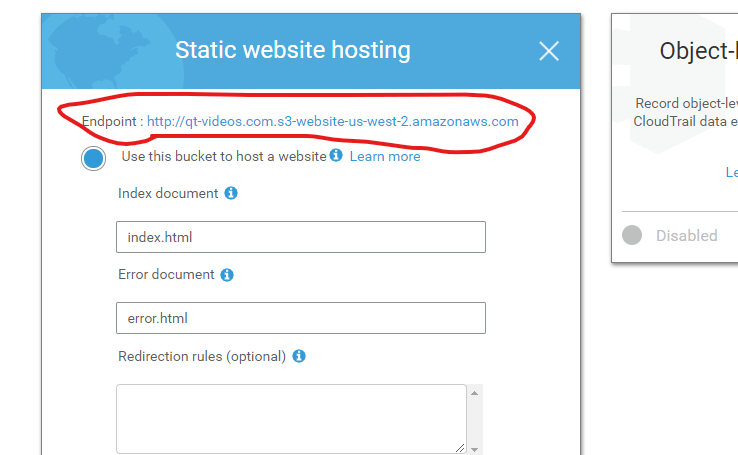 Static website hosting
Endpoint : http://qt-videos.com.s3-website-us-west-2.amazonaws.com
Use this bucket to host a website Learn more
Index document
index.html
Error document
error.html
Redirection rules (optional)
Object-l
Record object-lev
CloudTrail data e
Le
Disabled